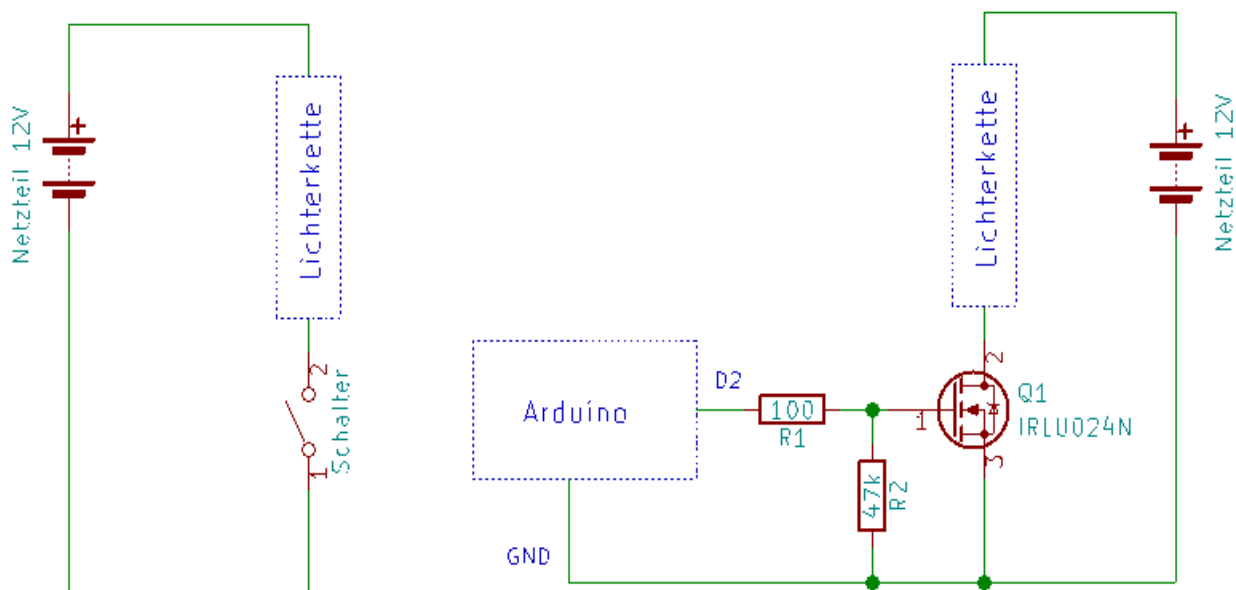 Netzteil 12V
+
Lichterkette
2
Schalter
1
Arduino
D2
100
R1
47k
R2
GND
1
2
Q1
IRLU024N
3
Lichterkette
+
Netzteil 12V